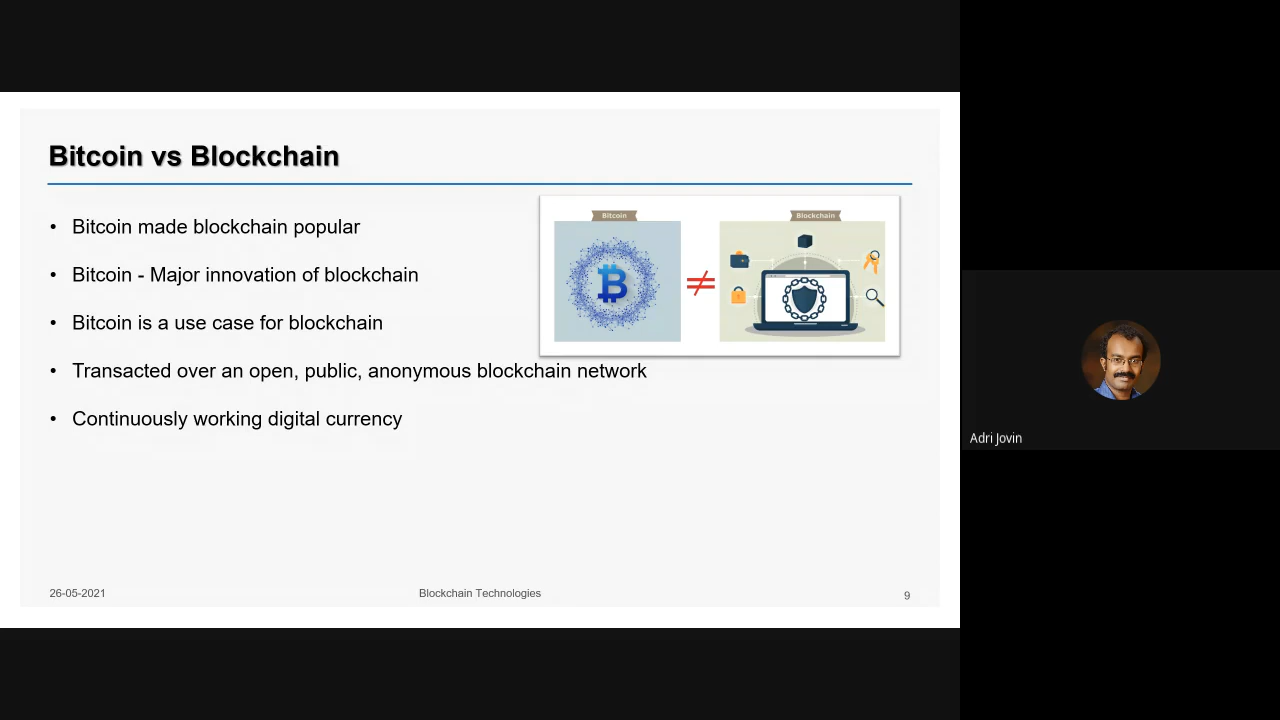 Bitcoin vs Blockchain
Bitcoin
Blockchain
• Bitcoin made blockchain popular
• Bitcoin - Major innovation of blockchain
• Bitcoin is a use case for blockchain
• Transacted over an open, public, anonymous blockchain network
• Continuously working digital currency
26-05-2021
Blockchain Technologies
9
Adri Jovin